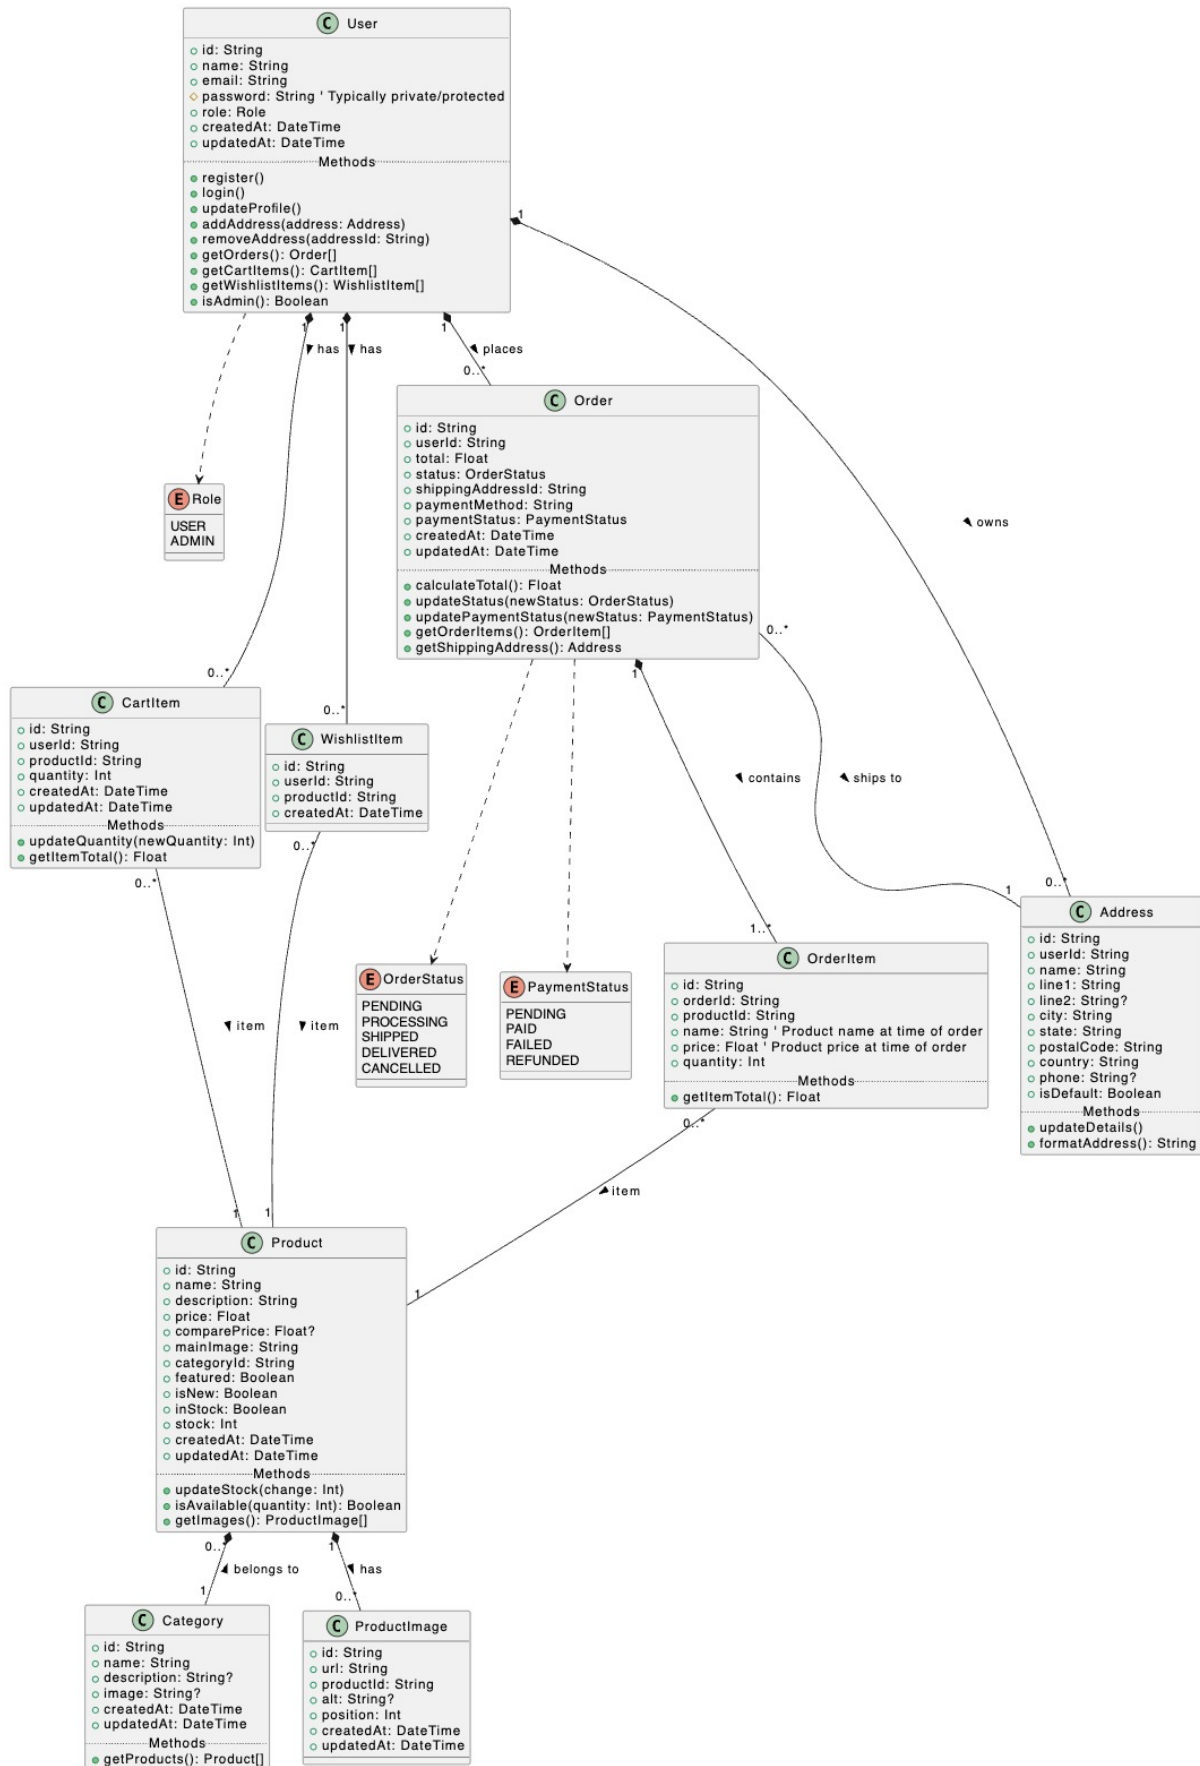 C User
id: String
name: String
email: String
password: String ' Typically private/protected
role: Role
createdAt: DateTime
updatedAt: DateTime
Methods
register()
login()
updateProfile()
addAddress(address: Address)
removeAddress(addressId: String)
getOrders(): Order[]
getCartItems(): CartItem[]
getWishlistItems(): WishlistItem[]
isAdmin(): Boolean
1
1
1
1
has
has
places
0..*
C Order
id: String
userId: String
total: Float
status: OrderStatus
shippingAddressId: String
paymentMethod: String
paymentStatus: PaymentStatus
createdAt: DateTime
updatedAt: DateTime
Methods
calculateTotal(): Float
updateStatus(newStatus: OrderStatus)
updatePaymentStatus(newStatus: PaymentStatus)
getOrderItems(): OrderItem[]
getShippingAddress(): Address
E Role
USER
ADMIN
owns
0..*
1
0..*
C CartItem
id: String
userId: String
productId: String
quantity: Int
createdAt: DateTime
updatedAt: DateTime
Methods
updateQuantity(newQuantity: Int)
getItemTotal(): Float
0..*
0..*
C WishlistItem
id: String
userId: String
productId: String
createdAt: DateTime
0..*
contains
ships to
1
0..*
1..*
C Address
id: String
userId: String
name: String
line1: String
line2: String?
city: String
state: String
postalCode: String
country: String
phone: String?
isDefault: Boolean
Methods
updateDetails()
formatAddress(): String
E OrderStatus
PENDING
PROCESSING
SHIPPED
DELIVERED
CANCELLED
E PaymentStatus
PENDING
PAID
FAILED
REFUNDED
C OrderItem
id: String
orderId: String
productId: String
name: String ' Product name at time of order
price: Float ' Product price at time of order
quantity: Int
Methods
getItemTotal(): Float
0..*
item
item
item
1
1
1
C Product
id: String
name: String
description: String
price: Float
comparePrice: Float?
mainImage: String
categoryId: String
featured: Boolean
isNew: Boolean
inStock: Boolean
stock: Int
createdAt: DateTime
updatedAt: DateTime
Methods
updateStock(change: Int)
isAvailable(quantity: Int): Boolean
getImages(): ProductImage[]
0..*
1
belongs to
has
1
0..*
C Category
id: String
name: String
description: String?
image: String?
createdAt: DateTime
updatedAt: DateTime
Methods
getProducts(): Product[]
C ProductImage
id: String
url: String
productId: String
alt: String?
position: Int
createdAt: DateTime
updatedAt: DateTime